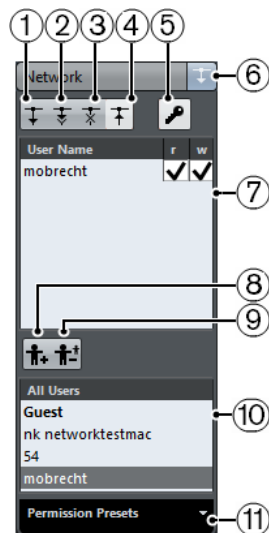 1 2 3 4 5
Network
6
User Name r w
mobrecht
7
8
9
All Users
Guest
10
nk networktestmac
54
mobrecht
Permission Presets
11